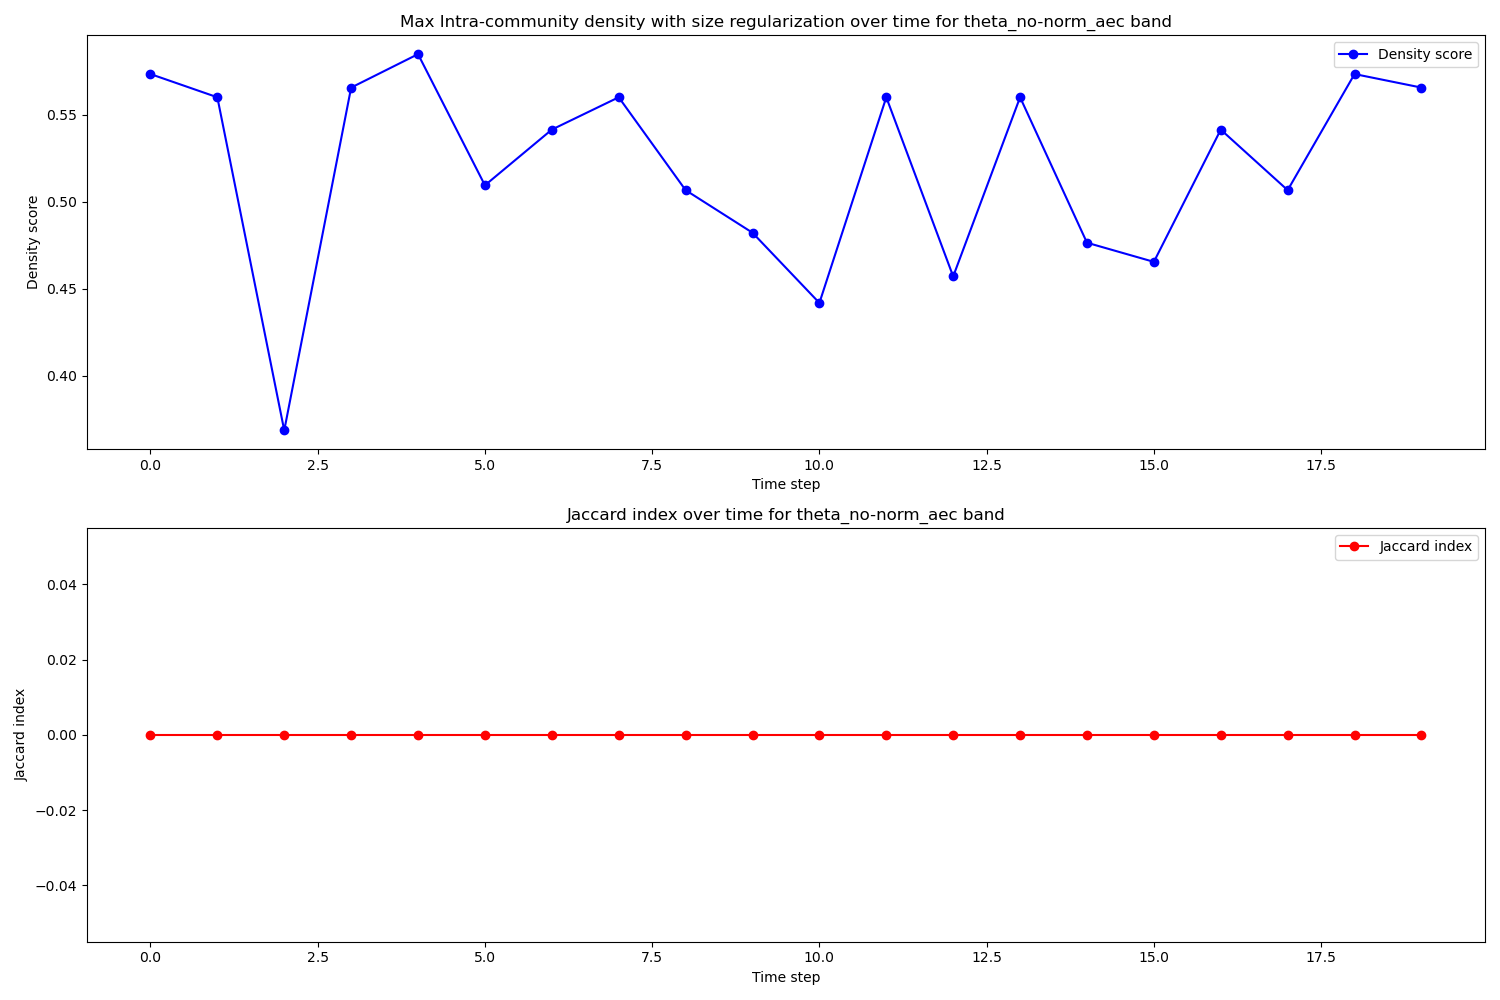 Max Intra-community density with size regularization over time for theta_no-norm_aec band
Density score
0.55
0.50
0.45
0.40
Density score
0.0 2.5 5.0 7.5 10.0 12.5 15.0 17.5
Time step
Jaccard index over time for theta_no-norm_aec band
Jaccard index
0.04
0.02
0.00
−0.02
−0.04
Jaccard index
0.0 2.5 5.0 7.5 10.0 12.5 15.0 17.5
Time step